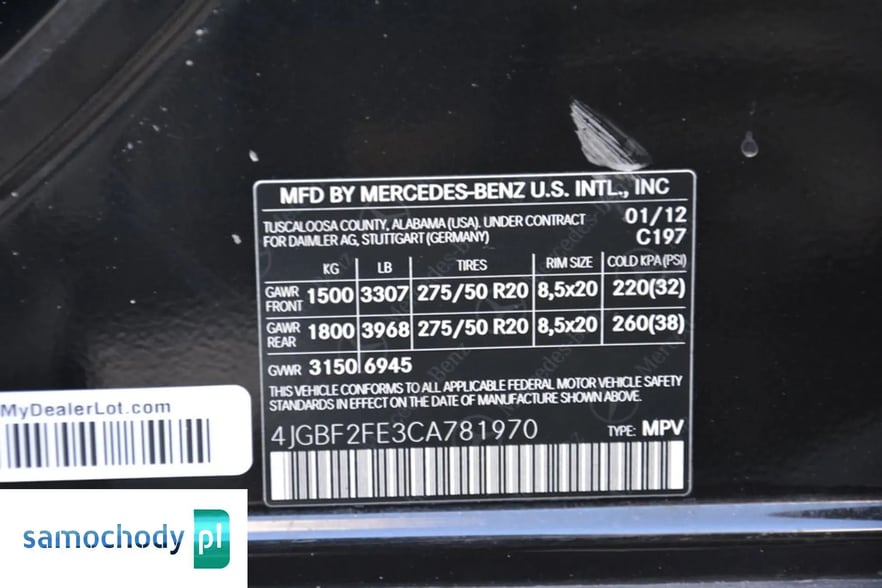 MFD BY MERCEDES-BENZ U.S. INTL., INC
TUSCALOOSA COUNTY, ALABAMA (USA). UNDER CONTRACT 01/12
FOR DAIMLER AG, STUTTGART (GERMANY) C197
KG LB TIRES RIM SIZE COLD KPA (PSI)
GAWR FRONT 1500 3307 275/50 R20 8,5x20 220(32)
GAWR REAR 1800 3968 275/50 R20 8,5x20 260(38)
GVWR 3150 6945
THIS VEHICLE CONFORMS TO ALL APPLICABLE FEDERAL MOTOR VEHICLE SAFETY
STANDARDS IN EFFECT ON THE DATE OF MANUFACTURE SHOWN ABOVE.
4JGBF2FE3CA781970 TYPE: MPV
MyDealerLot.com
samochody pl